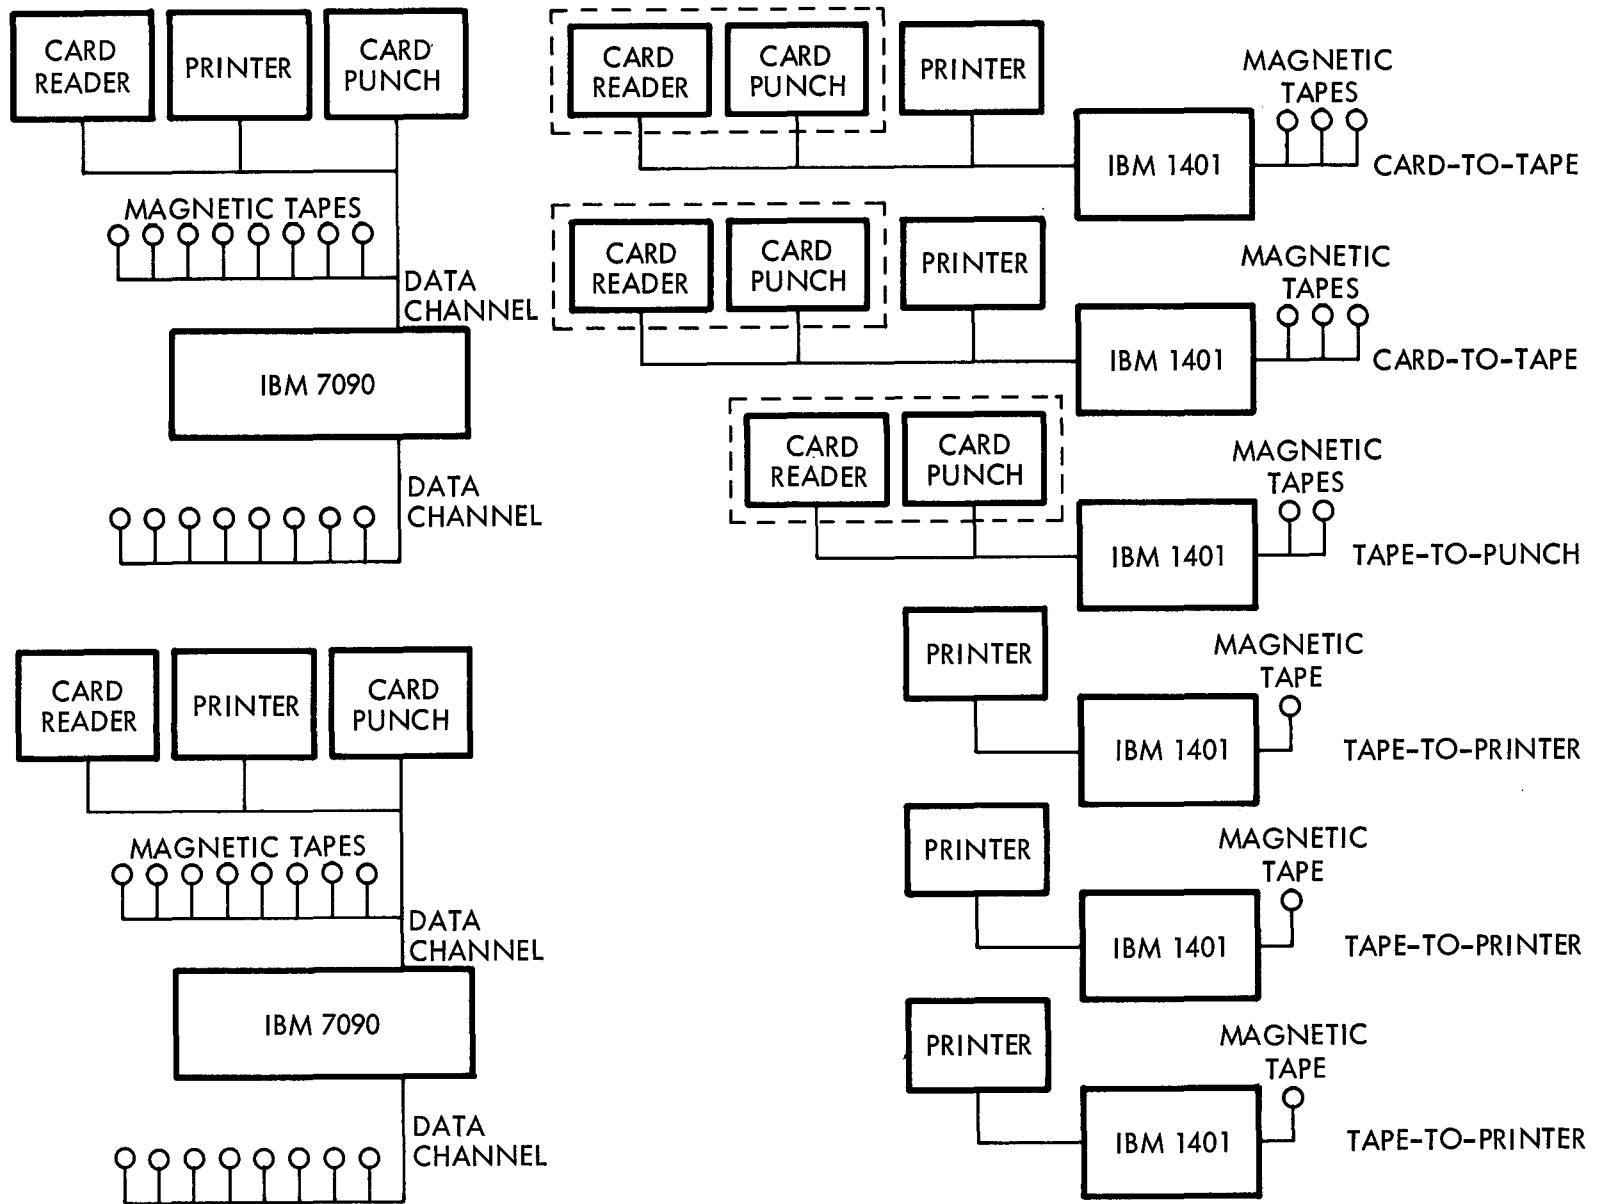 CARD
READER
PRINTER
CARD
PUNCH
MAGNETIC TAPES
DATA
CHANNEL
IBM 7090
DATA
CHANNEL
CARD
READER
PRINTER
CARD
PUNCH
MAGNETIC TAPES
DATA
CHANNEL
IBM 7090
DATA
CHANNEL
CARD
READER
CARD
PUNCH
PRINTER
IBM 1401
MAGNETIC
TAPES
CARD-TO-TAPE
CARD
READER
CARD
PUNCH
PRINTER
IBM 1401
MAGNETIC
TAPES
CARD-TO-TAPE
CARD
READER
CARD
PUNCH
IBM 1401
MAGNETIC
TAPES
TAPE-TO-PUNCH
PRINTER
IBM 1401
MAGNETIC
TAPE
TAPE-TO-PRINTER
PRINTER
IBM 1401
MAGNETIC
TAPE
TAPE-TO-PRINTER
PRINTER
IBM 1401
MAGNETIC
TAPE
TAPE-TO-PRINTER